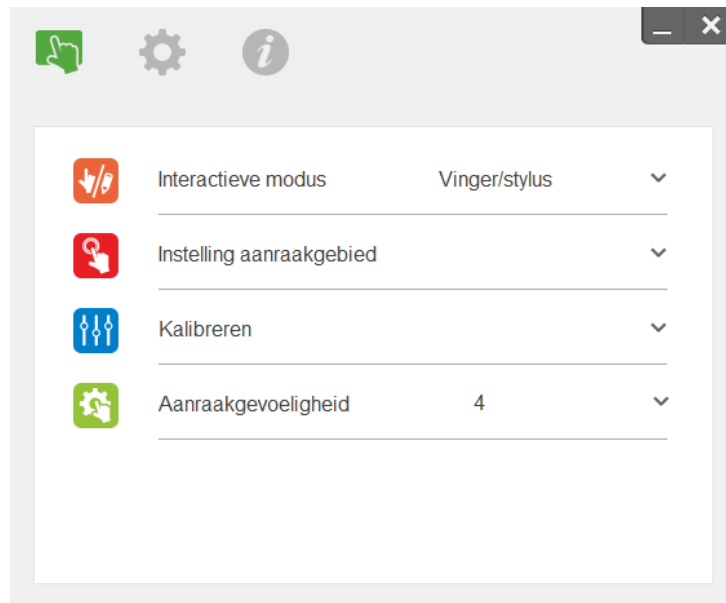 Interactieve modus Vinger/stylus
Instelling aanraakgebied
Kalibreren
Aanraakgevoeligheid 4